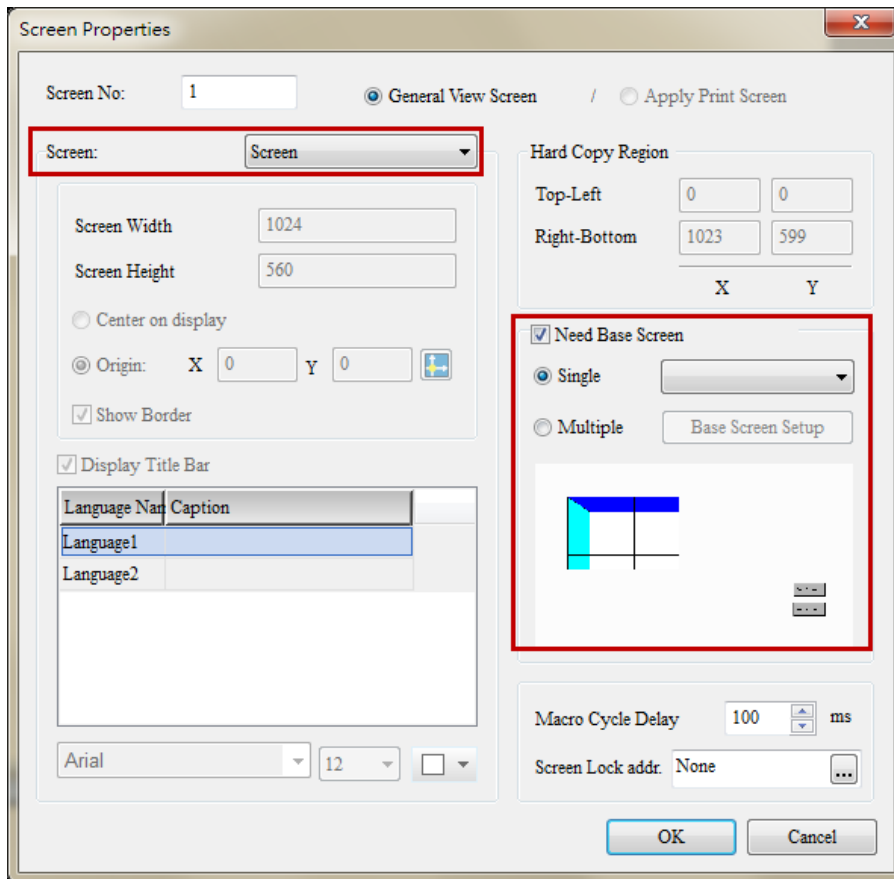 Screen Properties
Screen No: 1 General View Screen / Apply Print Screen
Screen: Screen
Screen Width 1024
Screen Height 560
Center on display
Origin: X 0 Y 0
Show Border
Display Title Bar
Language Nan Caption
Language1
Language2
Arial 12
Hard Copy Region
Top-Left 0 0
Right-Bottom 1023 599
X Y
Need Base Screen
Single
Multiple Base Screen Setup
Macro Cycle Delay 100 ms
Screen Lock addr. None ...
OK Cancel